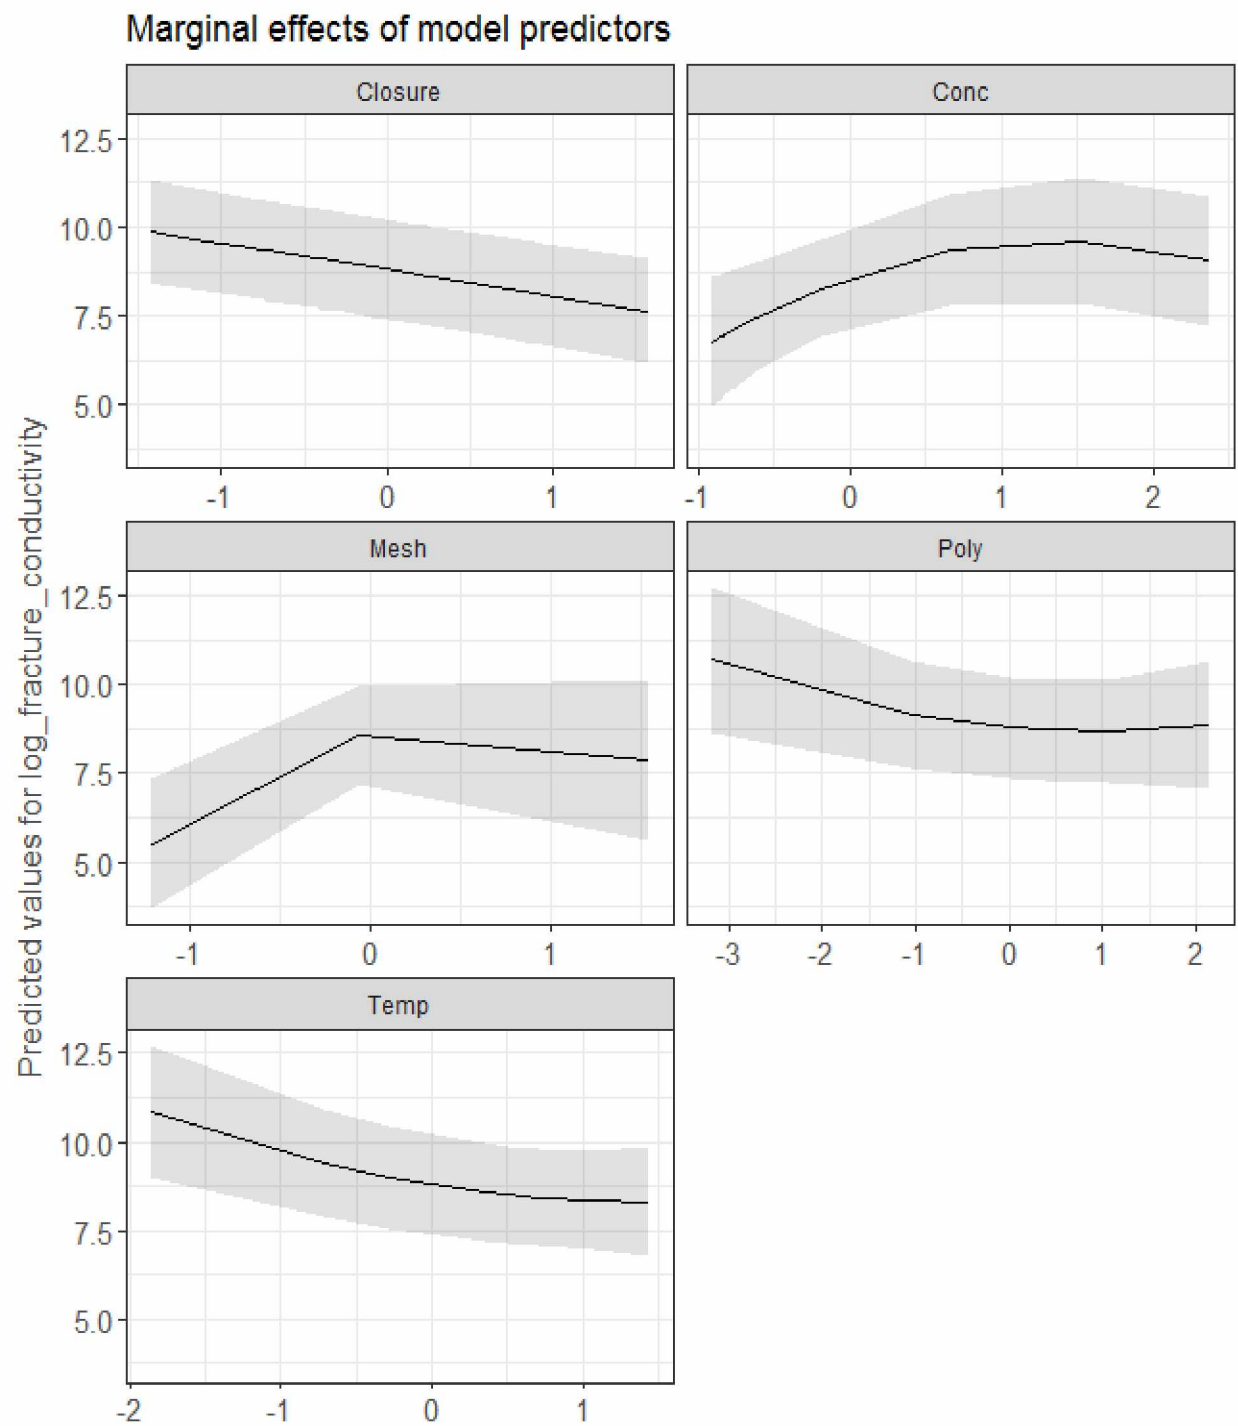 Marginal effects of model predictors
Closure
Conc
12.5
10.0
7.5
5.0
-1 0 1
-1 0 1 2
Mesh
Poly
12.5
10.0
7.5
5.0
-1 0 1
-3 -2 -1 0 1 2
Temp
12.5
10.0
7.5
5.0
-2 -1 0 1
Predicted values for log_fracture_conductivity